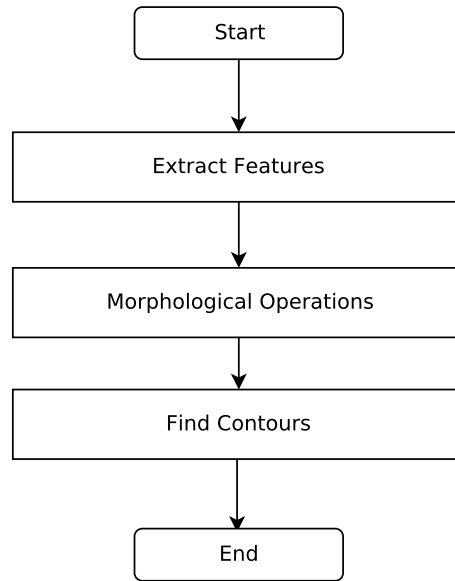 Start
Extract Features
Morphological Operations
Find Contours
End